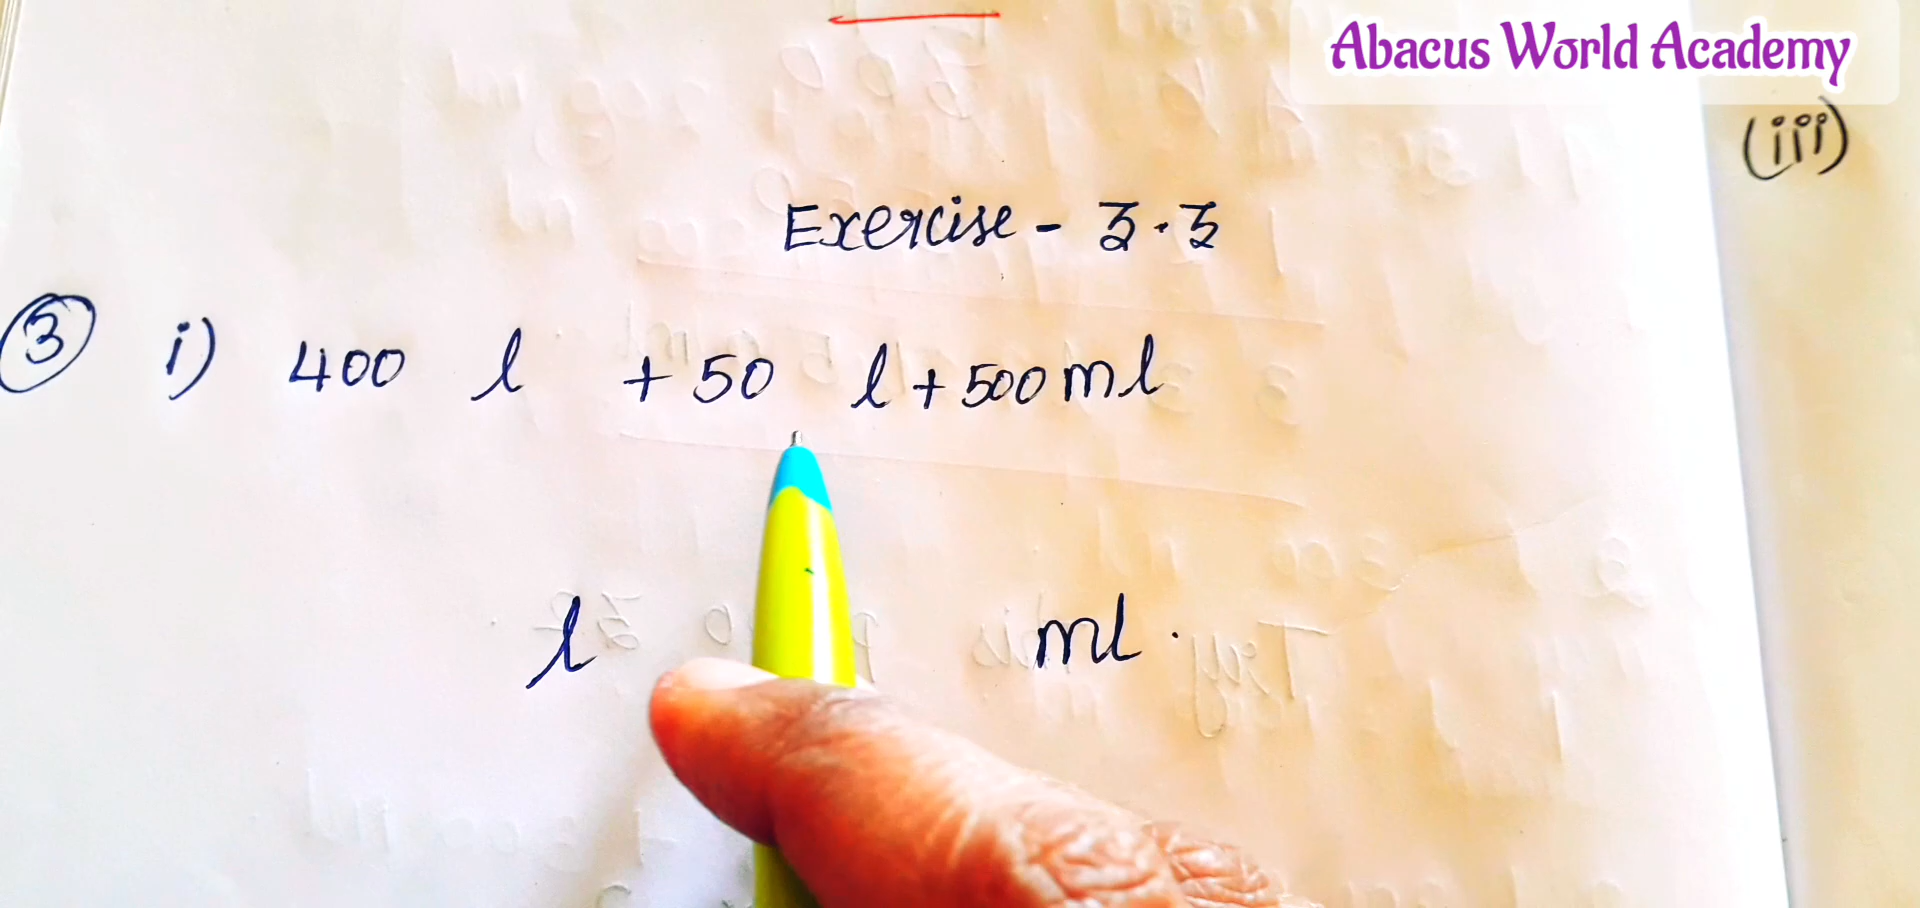 Abacus World Academy
(iii)
Exercise - 3.3
3 i) 400 l + 50 l + 500 ml
l ml.